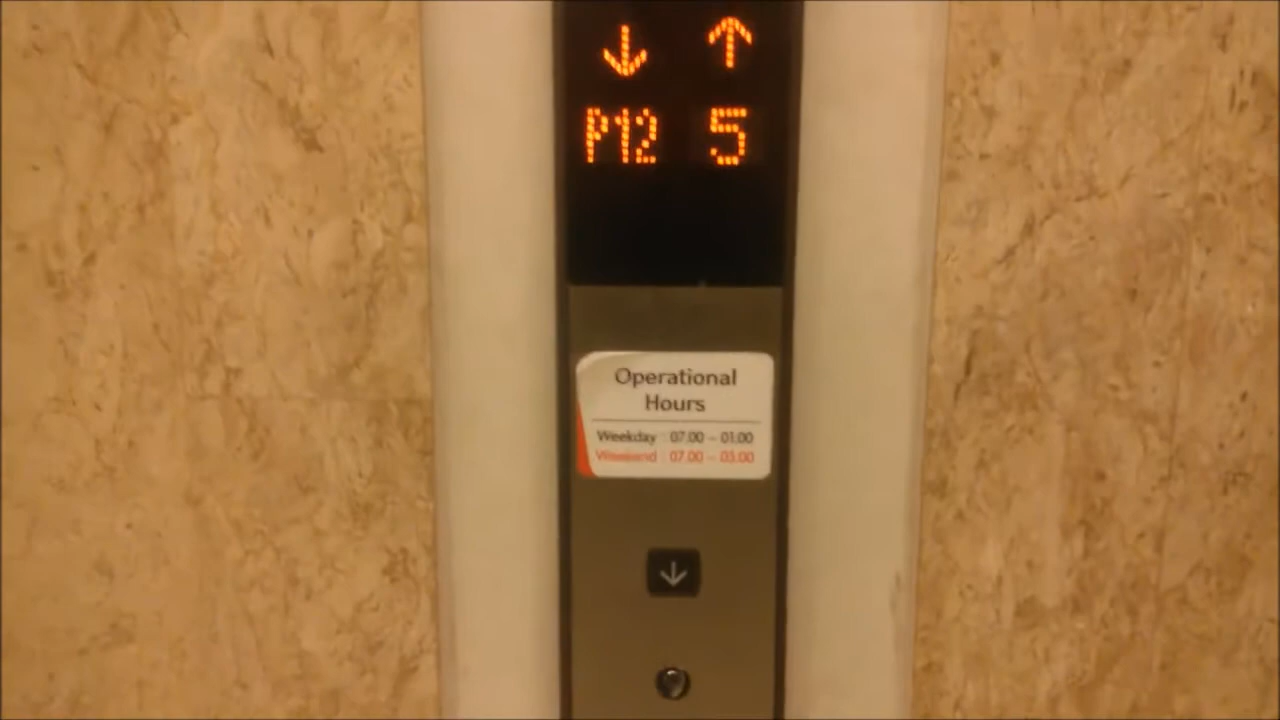 ↓ ↑
P12 5
Operational
Hours
Weekday : 07.00 - 01.00
Weekend : 07.00 - 03.00